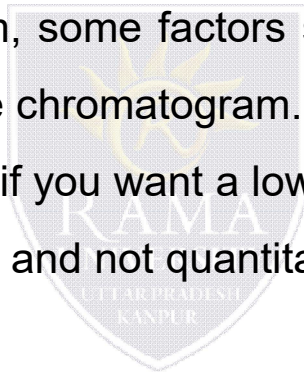 n, some factors s
e chromatogram.
if you want a low
and not quantita
RAMA
UTTAR PRADESH
KANPUR